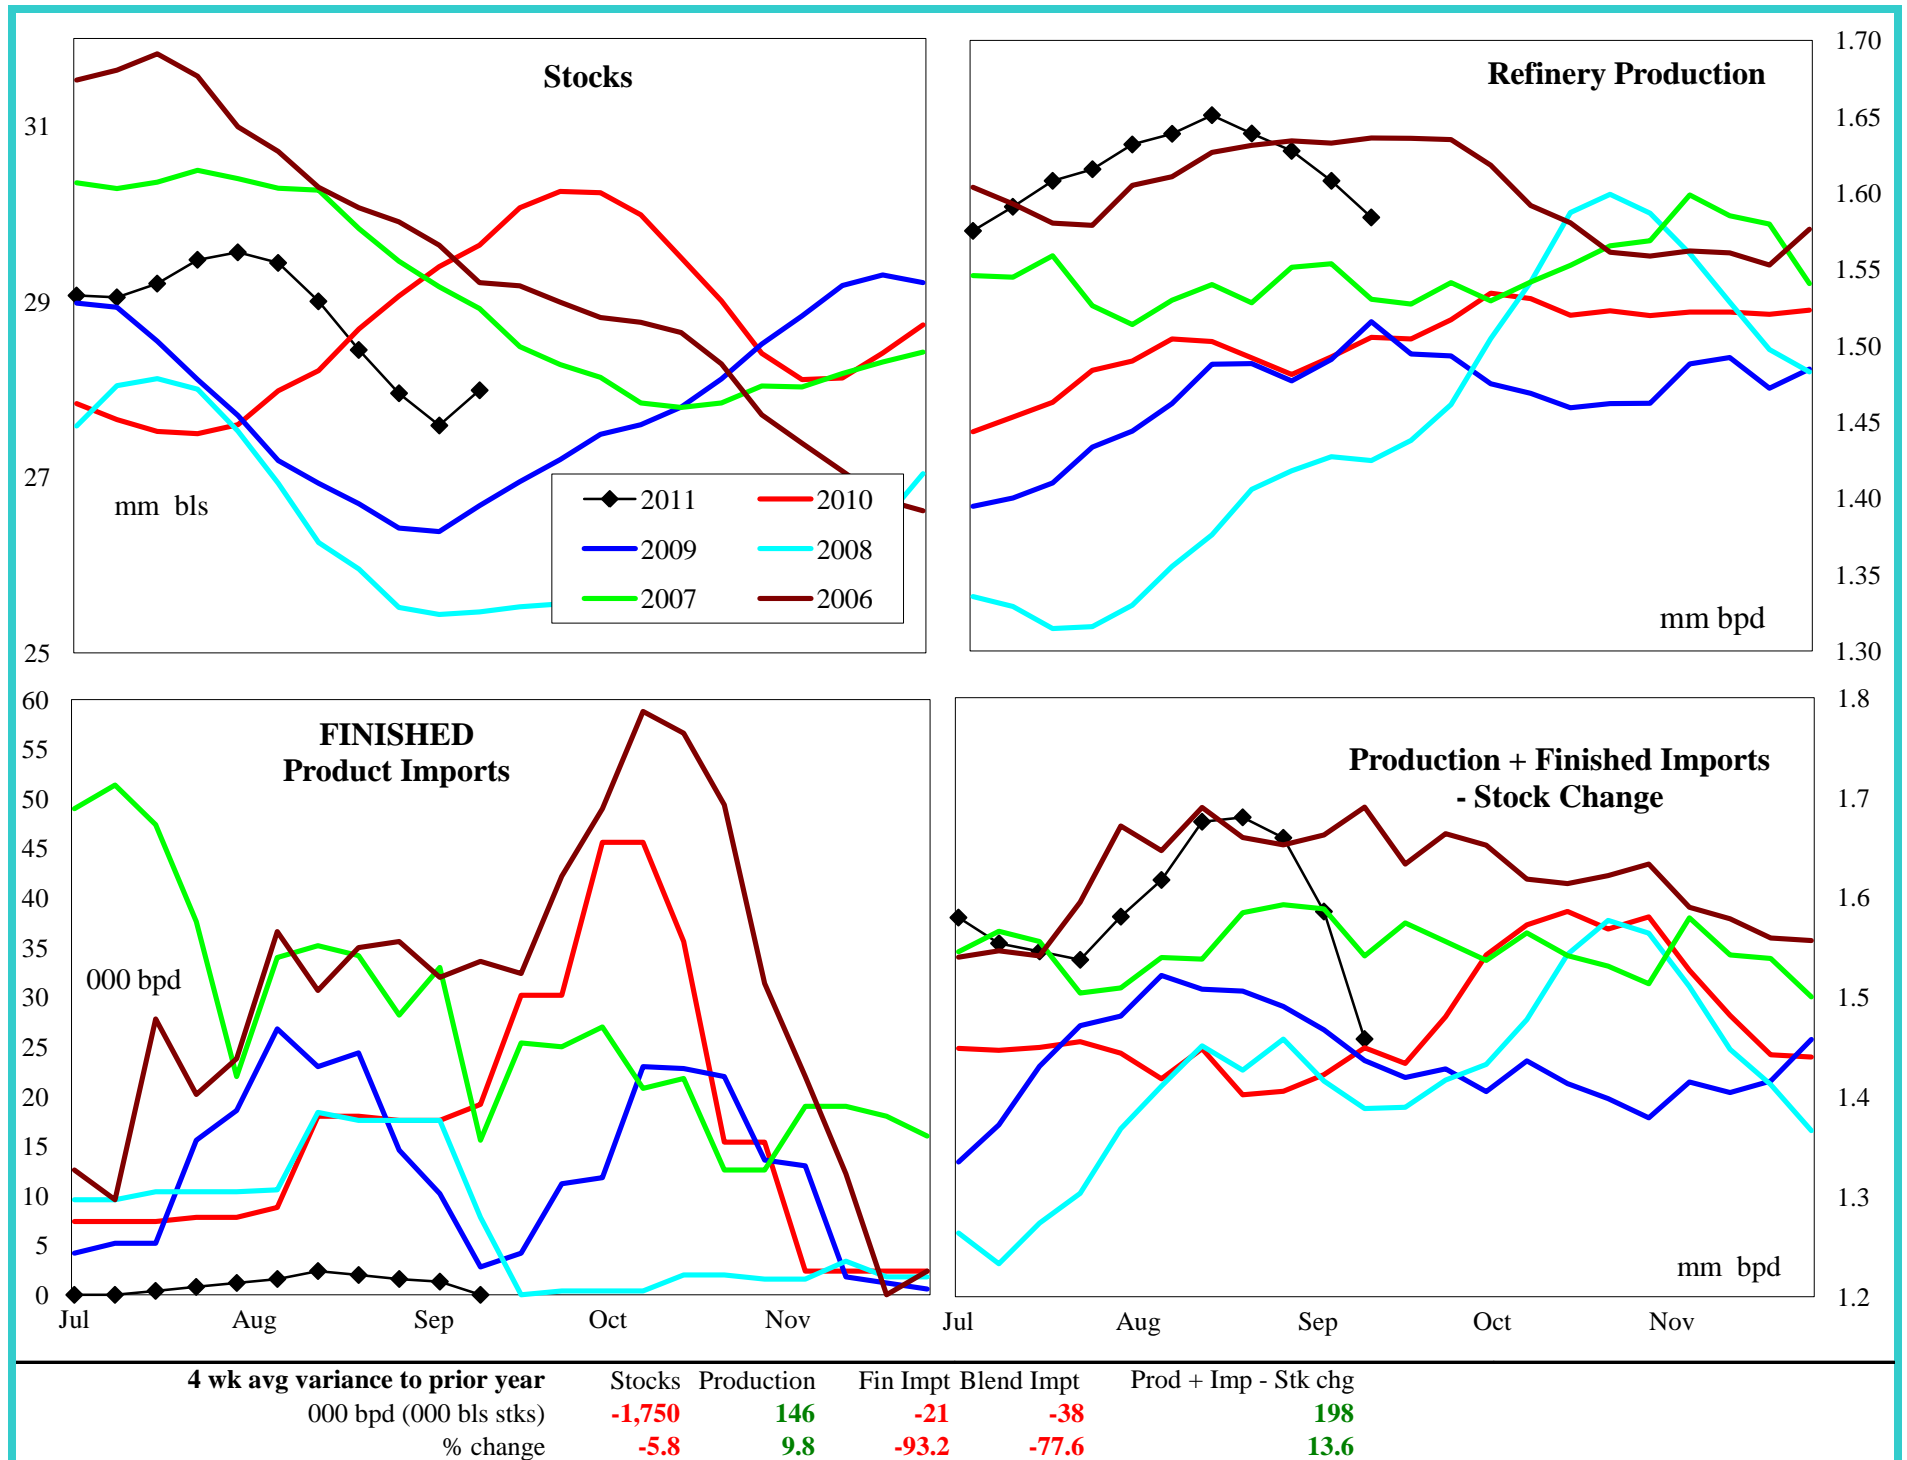 Stocks
31
29
27
25
mm bls
2011
2010
2009
2008
2007
2006
Refinery Production
1.70
1.65
1.60
1.55
1.50
1.45
1.40
1.35
1.30
mm bpd
60
55
50
45
40
35
30
25
20
15
10
5
0
FINISHED
Product Imports
000 bpd
Jul Aug Sep Oct Nov
Production + Finished Imports
- Stock Change
1.8
1.7
1.6
1.5
1.4
1.3
1.2
mm bpd
Jul Aug Sep Oct Nov
4 wk avg variance to prior year Stocks Production Fin Impt Blend Impt Prod + Imp - Stk chg
000 bpd (000 bls stks) -1,750 146 -21 -38 198
% change -5.8 9.8 -93.2 -77.6 13.6